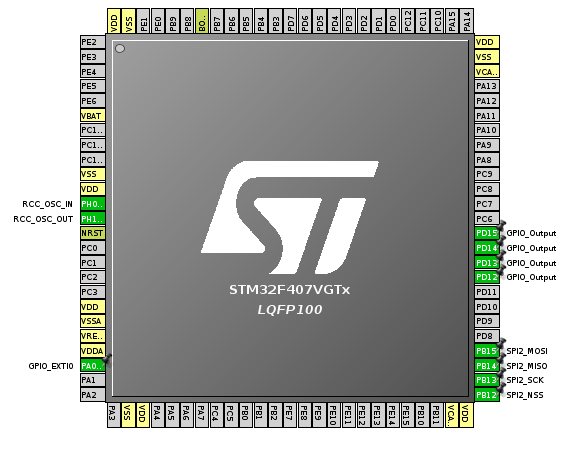 VDD VSS PE1 PE0 PB9 PB8 BO.. PB7 PB6 PB5 PB4 PB3 PD7 PD6 PD5 PD4 PD3 PD2 PD1 PD0 PC12 PC11 PC10 PA15 PA14
PE2
PE3
PE4
PE5
PE6
VBAT
PC1..
PC1..
PC1..
VSS
VDD
RCC_OSC_IN PH0..
RCC_OSC_OUT PH1..
NRST
PC0
PC1
PC2
PC3
VDD
VSSA
VRE..
VDDA
GPIO_EXTI0 PA0..
PA1
PA2
STM32F407VGTx
LQFP100
VDD
VSS
VCA..
PA13
PA12
PA11
PA10
PA9
PA8
PC9
PC8
PC7
PC6
PD15 GPIO_Output
PD14 GPIO_Output
PD13 GPIO_Output
PD12 GPIO_Output
PD11
PD10
PD9
PD8
PB15 SPI2_MOSI
PB14 SPI2_MISO
PB13 SPI2_SCK
PB12 SPI2_NSS
PA3 VSS VDD PA4 PA5 PA6 PA7 PC4 PC5 PB0 PB1 PB2 PE7 PE8 PE9 PE10 PE11 PE12 PE13 PE14 PE15 PB10 PB11 VCA.. VDD